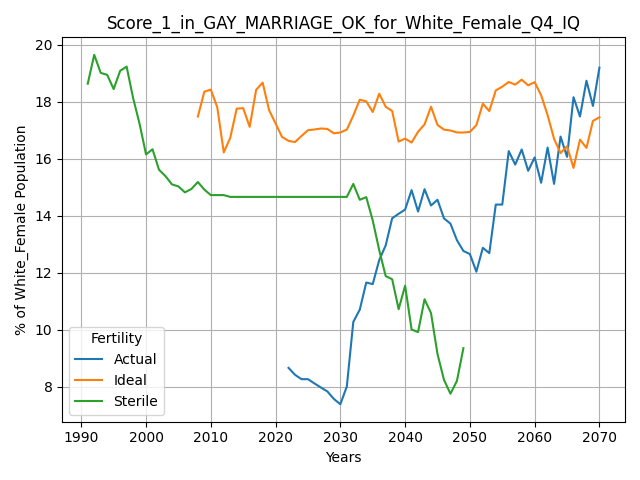 Score_1_in_GAY_MARRIAGE_OK_for_White_Female_Q4_IQ
% of White_Female Population
20
18
16
14
12
10
8
Fertility
Actual
Ideal
Sterile
1990 2000 2010 2020 2030 2040 2050 2060 2070
Years